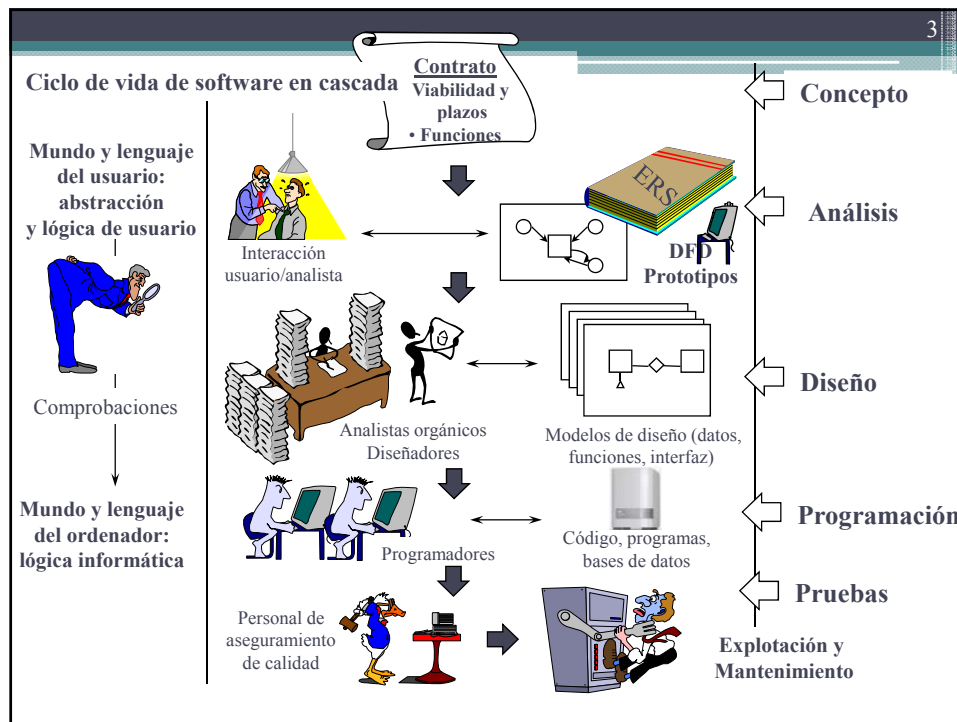 3
Ciclo de vida de software en cascada
Contrato
Viabilidad y
plazos
• Funciones
Concepto
Mundo y lenguaje
del usuario:
abstracción
y lógica de usuario
ERS
Análisis
Interacción
usuario/analista
DFD
Prototipos
Diseño
Comprobaciones
Analistas orgánicos
Diseñadores
Modelos de diseño (datos,
funciones, interfaz)
Mundo y lenguaje
del ordenador:
lógica informática
Programadores
Código, programas,
bases de datos
Programación
Pruebas
Personal de
aseguramiento
de calidad
Explotación y
Mantenimiento